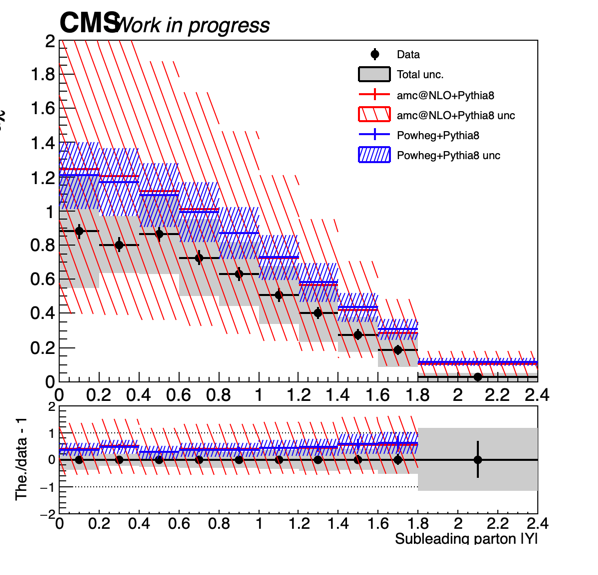 CMS Work in progress
2
1.8
1.6
1.4
1.2
1
0.8
0.6
0.4
0.2
0
Data
Total unc.
amc@NLO+Pythia8
amc@NLO+Pythia8 unc
Powheg+Pythia8
Powheg+Pythia8 unc
0 0.2 0.4 0.6 0.8 1 1.2 1.4 1.6 1.8 2 2.2 2.4
The./data - 1
2
1
0
−1
−2
0 0.2 0.4 0.6 0.8 1 1.2 1.4 1.6 1.8 2 2.2 2.4
Subleading parton |Y|